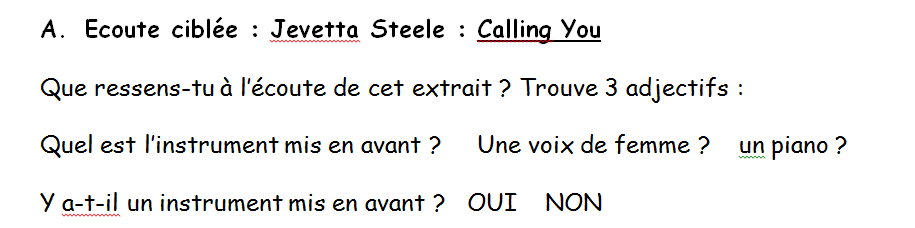 A. Ecoute ciblée : Jevetta Steele : Calling You
Que ressens-tu à l'écoute de cet extrait ? Trouve 3 adjectifs :
Quel est l'instrument mis en avant ? Une voix de femme ? un piano ?
Y a-t-il un instrument mis en avant ? OUI NON